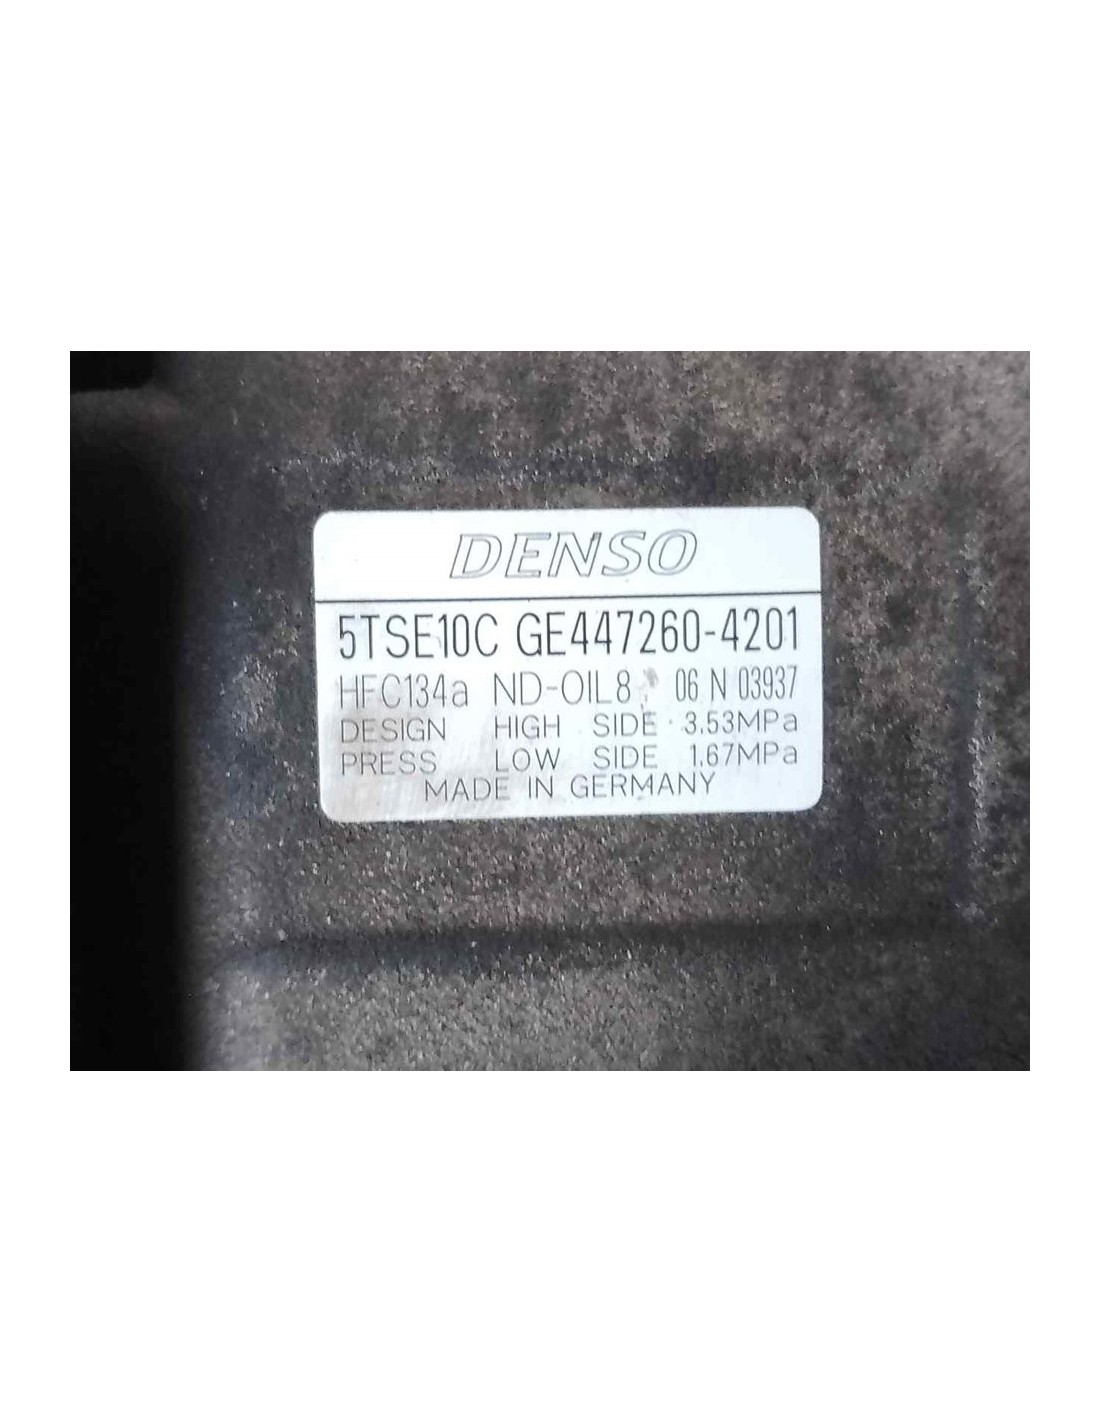 DENSO
5TSE10C GE447260-4201
HFC134a ND-OIL8 06 N 03937
DESIGN HIGH SIDE 3.53MPa
PRESS LOW SIDE 1.67MPa
MADE IN GERMANY